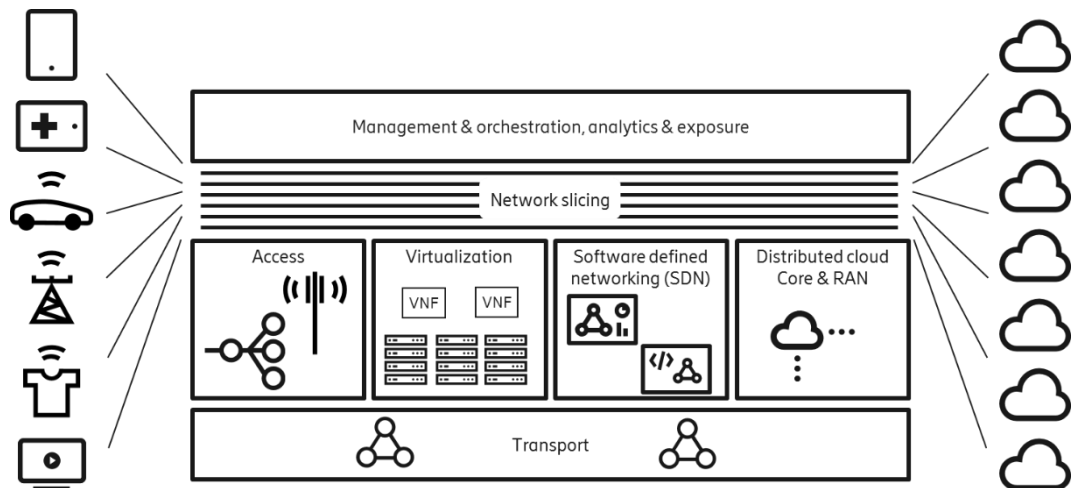 Management & orchestration, analytics & exposure
Network slicing
Access
Virtualization
VNF
VNF
Software defined
networking (SDN)
</>
Distributed cloud
Core & RAN
Transport